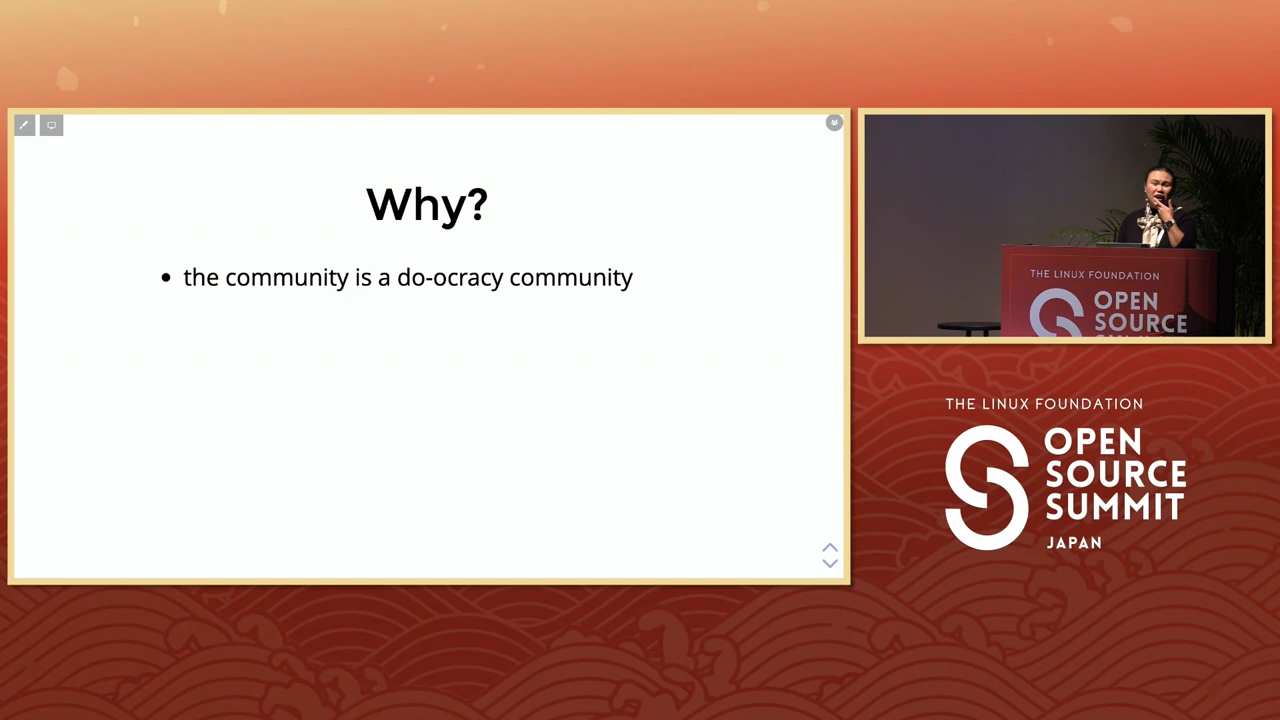 Why?
the community is a do-ocracy community
THE LINUX FOUNDATION
OPEN
SOURCE
THE LINUX FOUNDATION
OPEN
SOURCE
SUMMIT
JAPAN